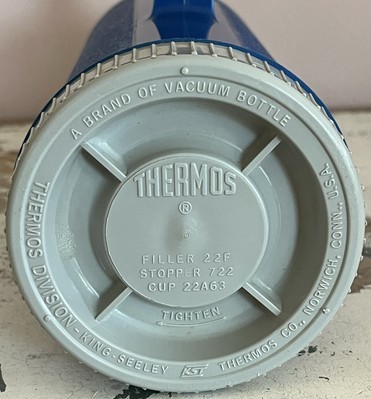 A BRAND OF VACUUM BOTTLE
THERMOS
®
FILLER 22F
STOPPER 722
CUP 22A63
TIGHTEN
THERMOS DIVISION - KING-SEELEY KST THERMOS CO., NORWICH, CONN., U.S.A.